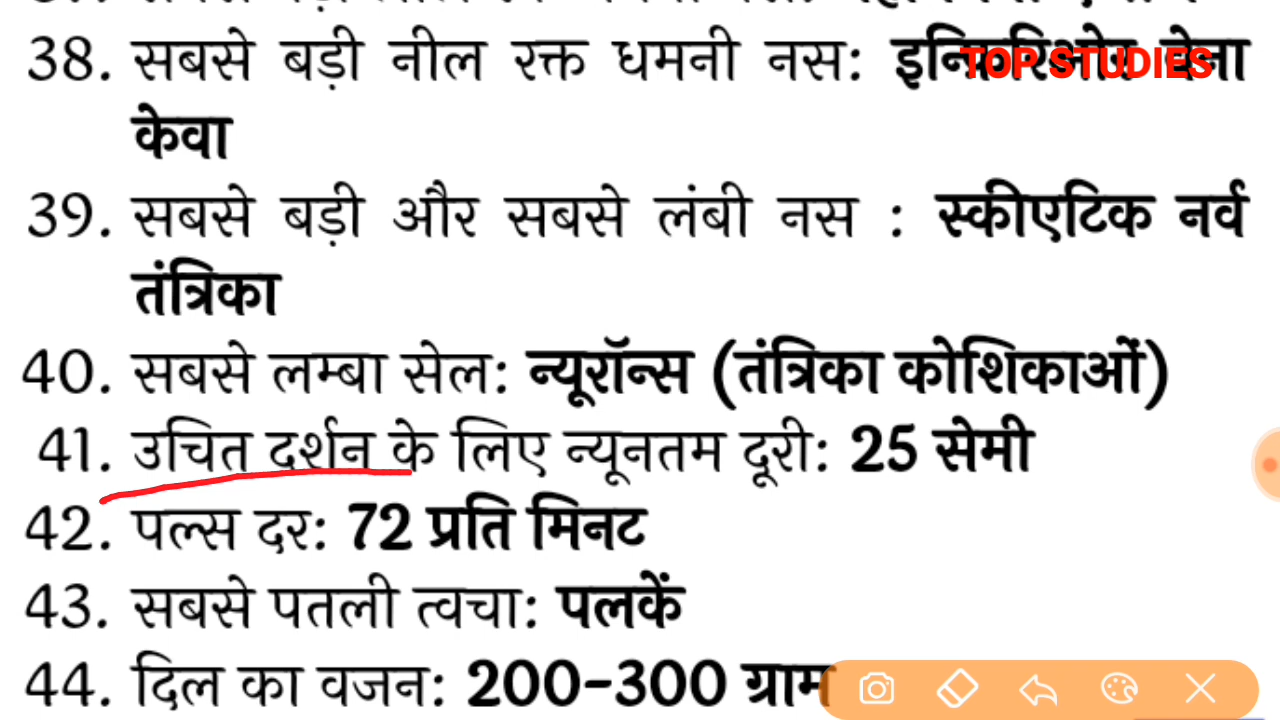 38. सबसे बड़ी नील रक्त धमनी नस: इनफिरिओर वेना
TOP STUDIES
केवा
39. सबसे बड़ी और सबसे लंबी नस : स्कीएटिक नर्व
तंत्रिका
40. सबसे लम्बा सेल: न्यूरॉन्स (तंत्रिका कोशिकाओं)
41. उचित दर्शन के लिए न्यूनतम दूरी: 25 सेमी
42. पल्स दर: 72 प्रति मिनट
43. सबसे पतली त्वचा: पलकें
44. दिल का वजन: 200-300 ग्राम